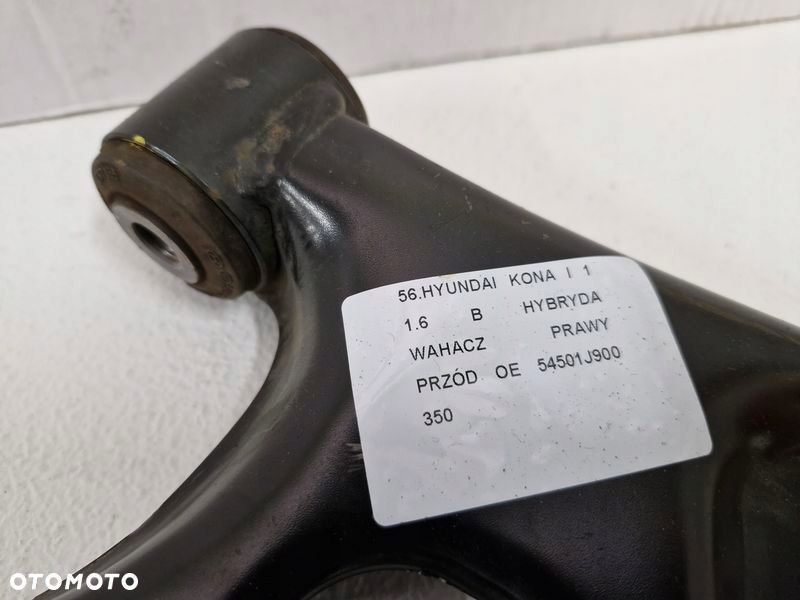 56.HYUNDAI KONA I 1
1.6 B HYBRYDA
WAHACZ PRAWY
PRZÓD OE 54501J900
350
OTOMOTO